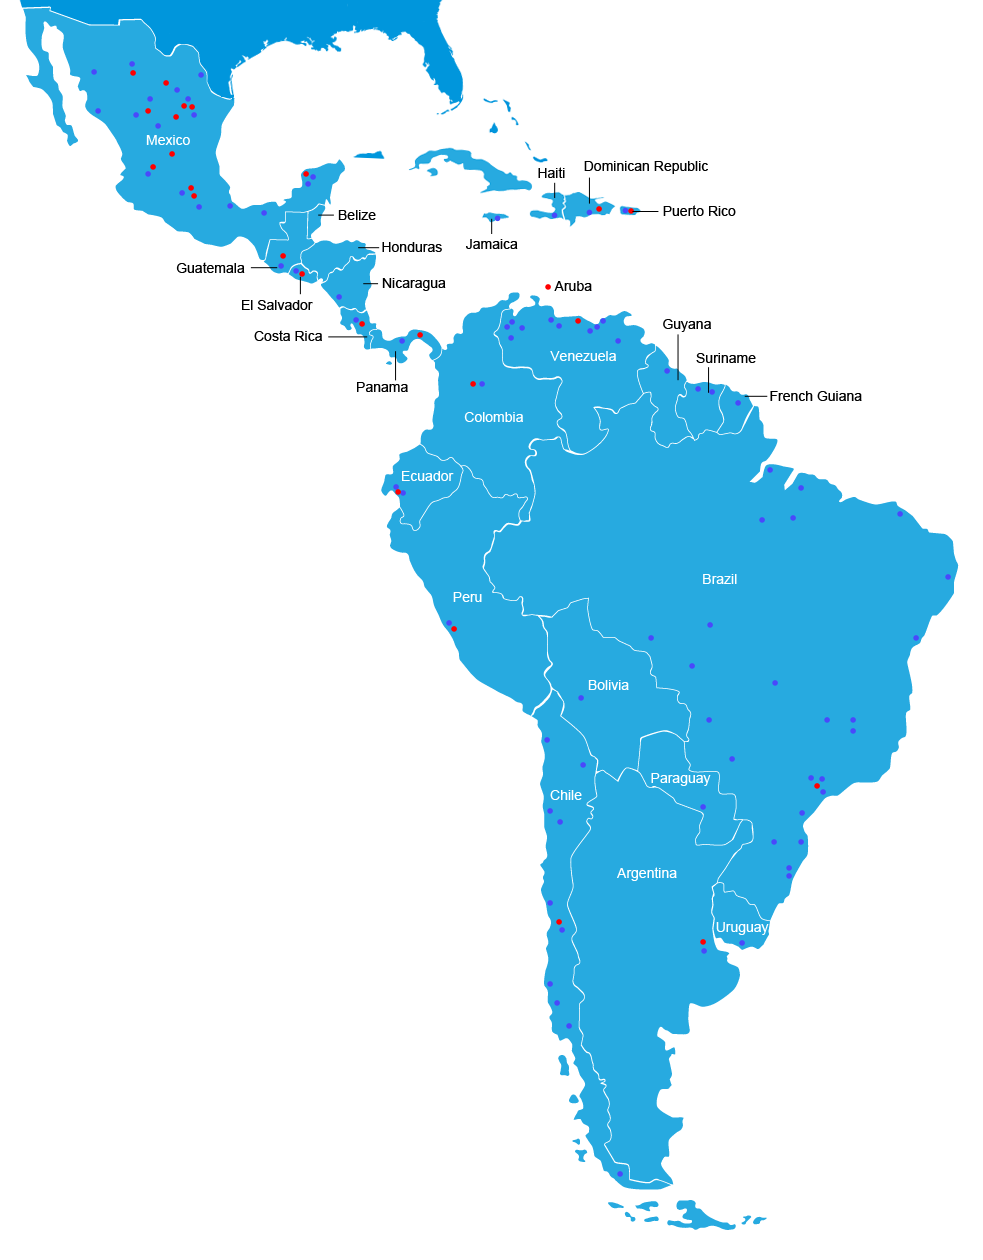 Mexico
Haiti
Dominican Republic
Belize
Puerto Rico
Jamaica
Honduras
Guatemala
Nicaragua
Aruba
El Salvador
Guyana
Costa Rica
Venezuela
Suriname
Panama
French Guiana
Colombia
Ecuador
Brazil
Peru
Bolivia
Paraguay
Chile
Argentina
Uruguay